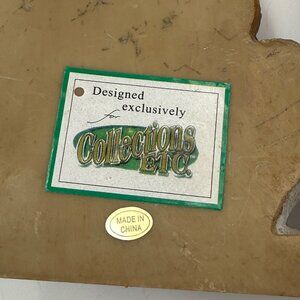 Designed
exclusively
for
Collections
ETC.
MADE IN
CHINA